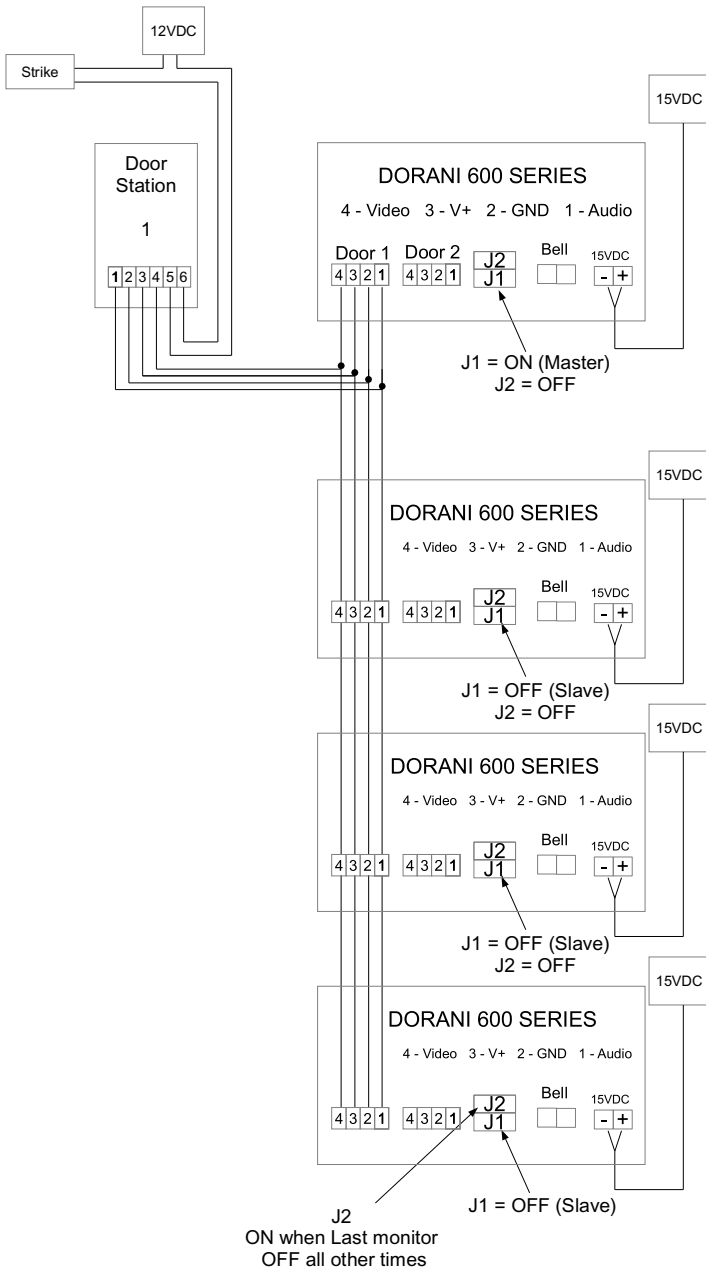 12VDC
Strike
15VDC
Door
Station
1
1 2 3 4 5 6
DORANI 600 SERIES
4 - Video 3 - V+ 2 - GND 1 - Audio
Door 1 Door 2 J2 Bell 15VDC
4 3 2 1 4 3 2 1 J1 - +
J1 = ON (Master)
J2 = OFF
15VDC
DORANI 600 SERIES
4 - Video 3 - V+ 2 - GND 1 - Audio
J2 Bell 15VDC
4 3 2 1 4 3 2 1 J1 - +
J1 = OFF (Slave)
J2 = OFF
15VDC
DORANI 600 SERIES
4 - Video 3 - V+ 2 - GND 1 - Audio
J2 Bell 15VDC
4 3 2 1 4 3 2 1 J1 - +
J1 = OFF (Slave)
J2 = OFF
15VDC
DORANI 600 SERIES
4 - Video 3 - V+ 2 - GND 1 - Audio
J2 Bell 15VDC
4 3 2 1 4 3 2 1 J1 - +
J1 = OFF (Slave)
J2
ON when Last monitor
OFF all other times